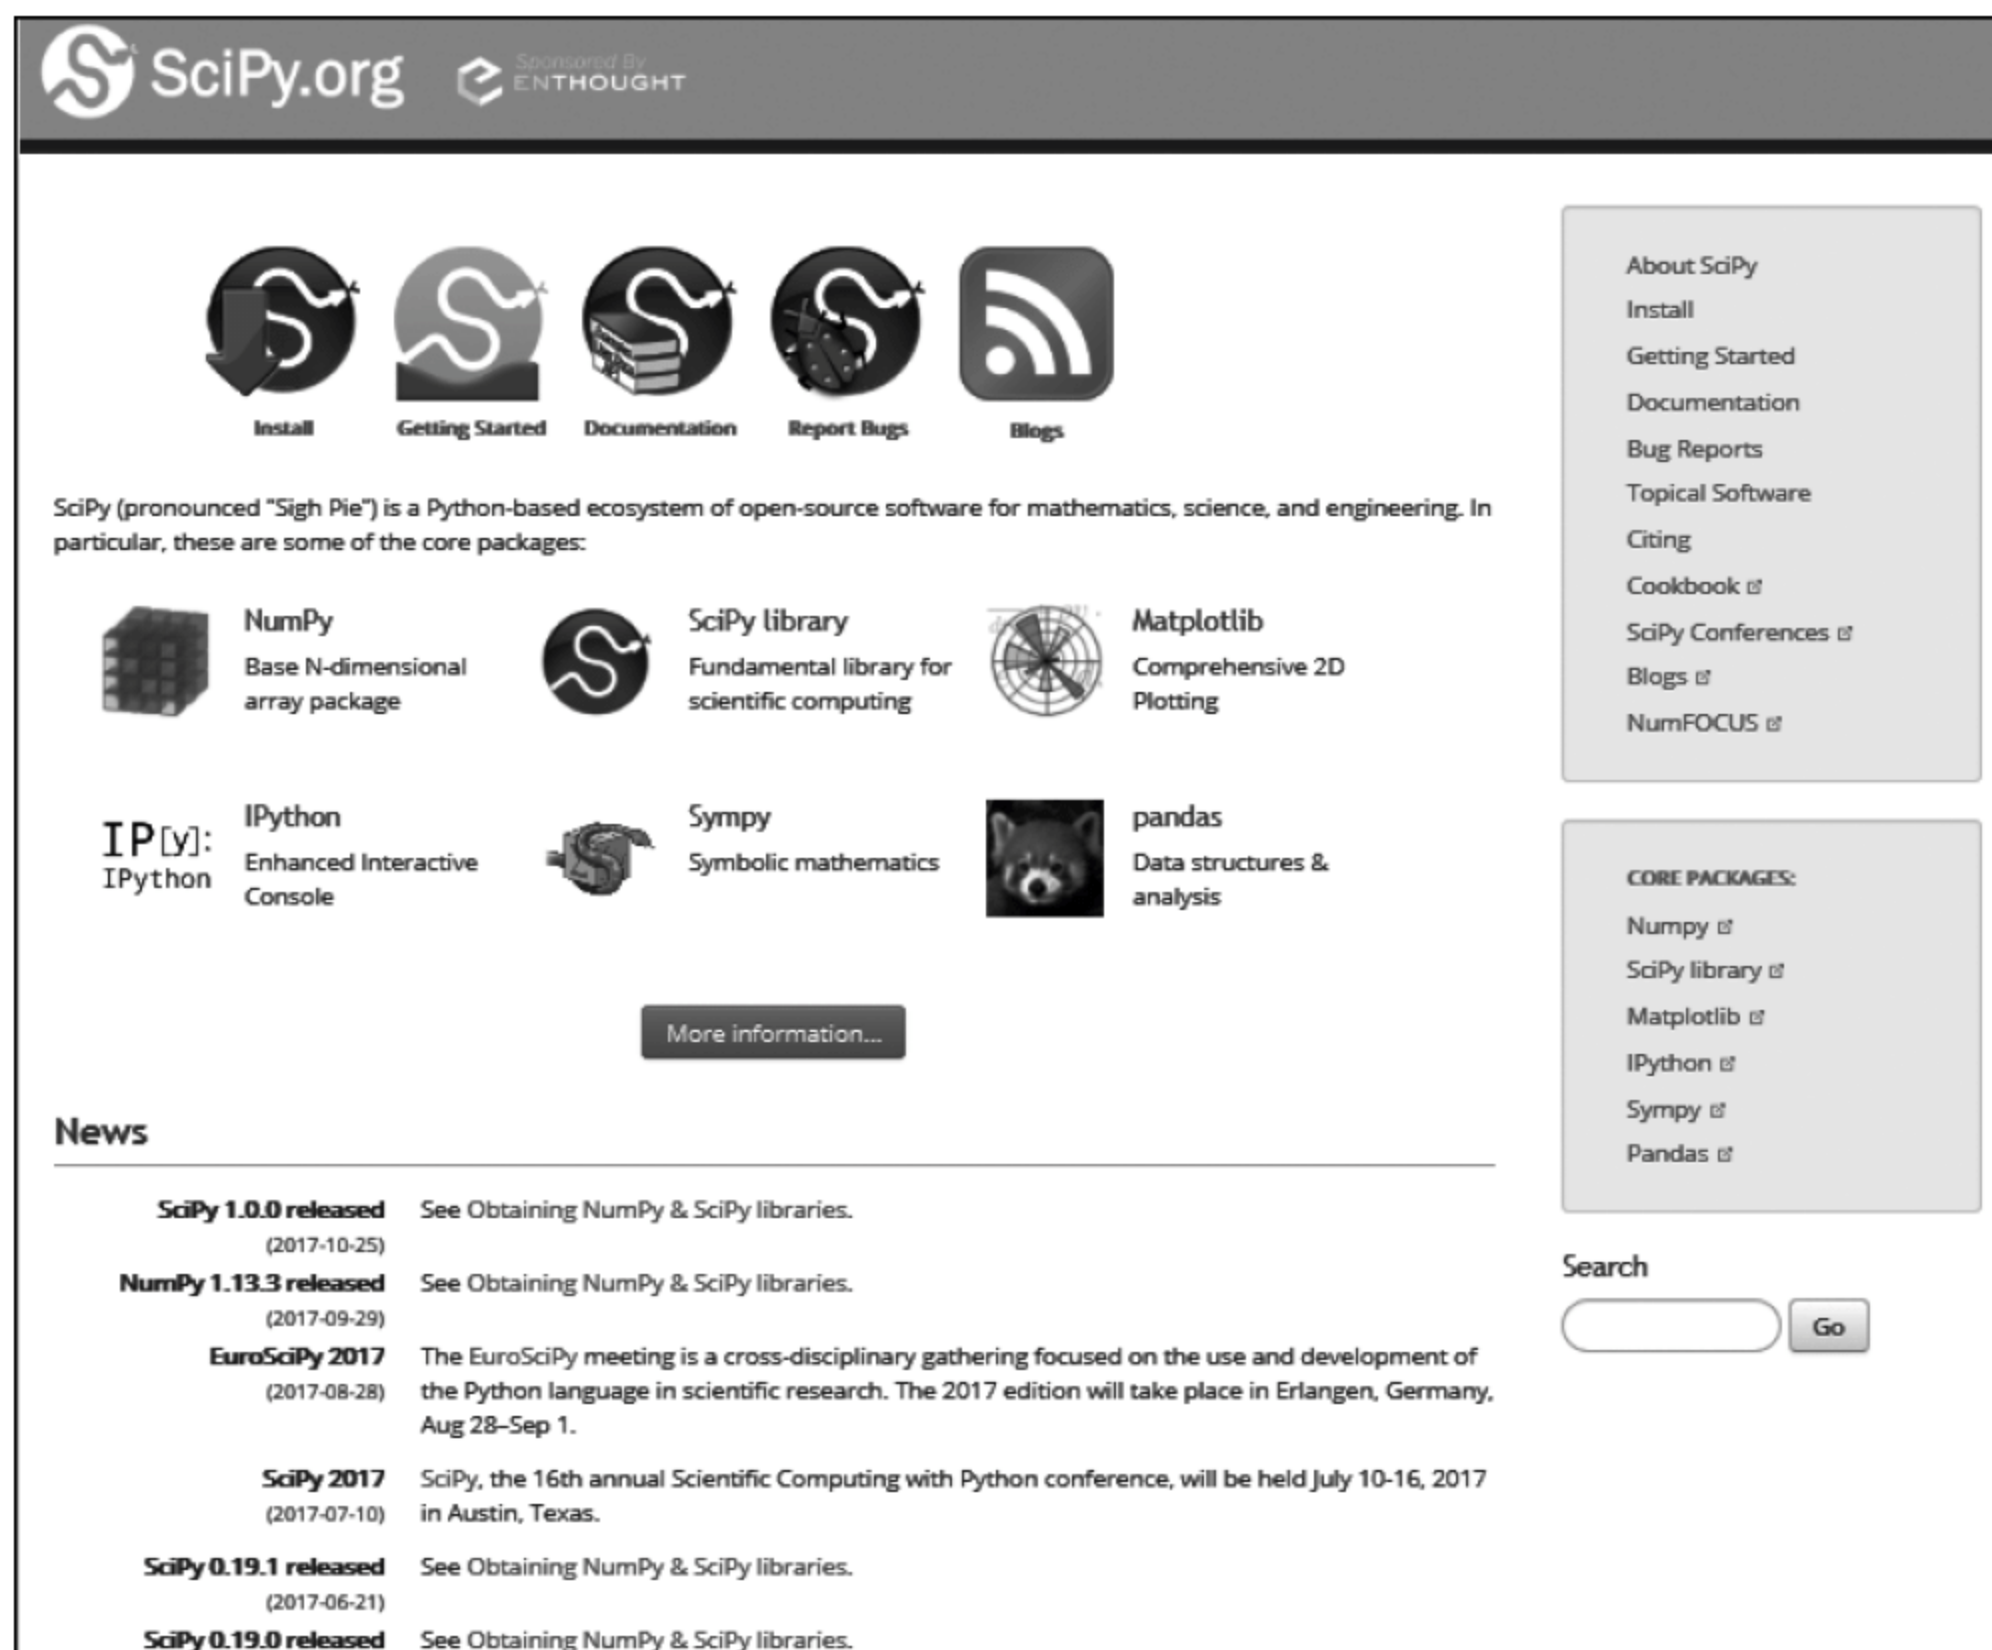 SciPy.org
Sponsored By
ENTHOUGHT
Install
Getting Started
Documentation
Report Bugs
Blogs
SciPy (pronounced "Sigh Pie") is a Python-based ecosystem of open-source software for mathematics, science, and engineering. In
particular, these are some of the core packages:
NumPy
Base N-dimensional
array package
SciPy library
Fundamental library for
scientific computing
Matplotlib
Comprehensive 2D
Plotting
IP[y]:
IPython
IPython
Enhanced Interactive
Console
Sympy
Symbolic mathematics
pandas
Data structures &
analysis
More information...
News
SciPy 1.0.0 released
(2017-10-25)
See Obtaining NumPy & SciPy libraries.
NumPy 1.13.3 released
(2017-09-29)
See Obtaining NumPy & SciPy libraries.
EuroSciPy 2017
(2017-08-28)
The EuroSciPy meeting is a cross-disciplinary gathering focused on the use and development of
the Python language in scientific research. The 2017 edition will take place in Erlangen, Germany,
Aug 28–Sep 1.
SciPy 2017
(2017-07-10)
SciPy, the 16th annual Scientific Computing with Python conference, will be held July 10-16, 2017
in Austin, Texas.
SciPy 0.19.1 released
(2017-06-21)
See Obtaining NumPy & SciPy libraries.
SciPy 0.19.0 released
See Obtaining NumPy & SciPy libraries.
About SciPy
Install
Getting Started
Documentation
Bug Reports
Topical Software
Citing
Cookbook
SciPy Conferences
Blogs
NumFOCUS
CORE PACKAGES:
Numpy
SciPy library
Matplotlib
IPython
Sympy
Pandas
Search
Go